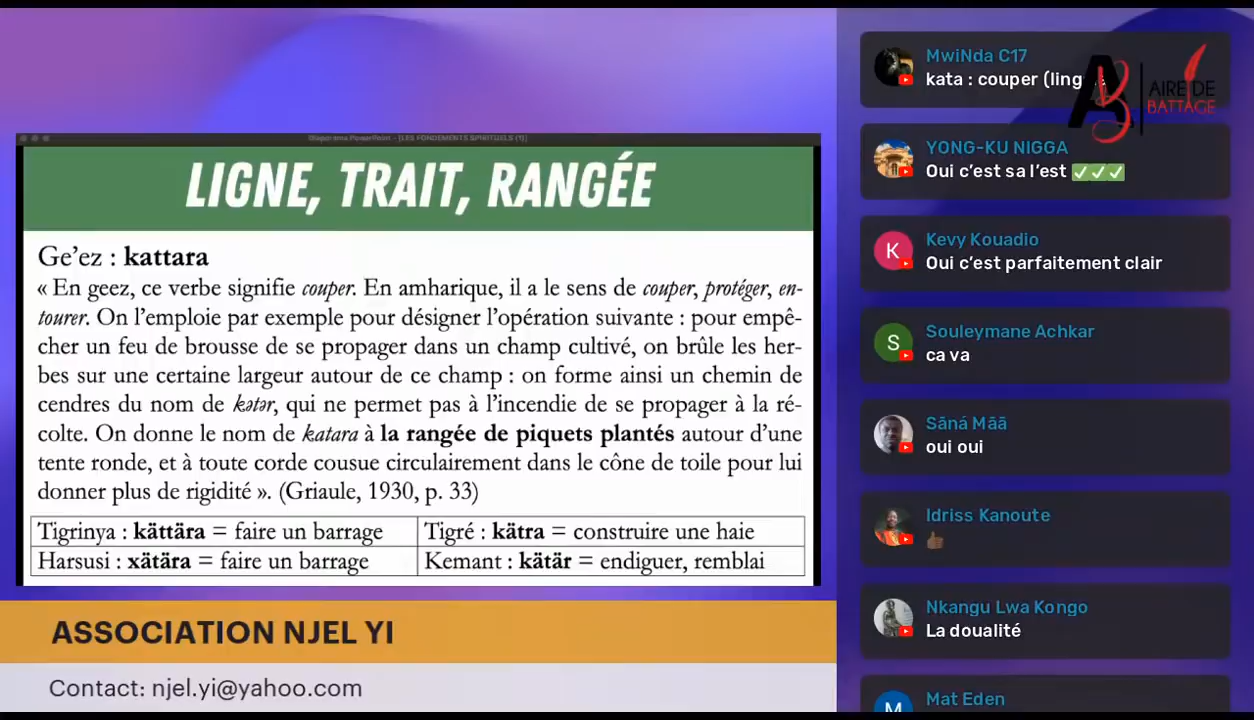 Diaporama PowerPoint - [LES FONDEMENTS SPIRITUELS (1)]
LIGNE, TRAIT, RANGÉE
Ge’ez : kattara
« En geez, ce verbe signifie couper. En amharique, il a le sens de couper, protéger, en-
tourer. On l’emploie par exemple pour désigner l’opération suivante : pour empê-
cher un feu de brousse de se propager dans un champ cultivé, on brûle les her-
bes sur une certaine largeur autour de ce champ : on forme ainsi un chemin de
cendres du nom de kətər, qui ne permet pas à l’incendie de se propager à la ré-
colte. On donne le nom de katara à la rangée de piquets plantés autour d’une
tente ronde, et à toute corde cousue circulairement dans le cône de toile pour lui
donner plus de rigidité ». (Griaule, 1930, p. 33)
Tigrinya : kättära = faire un barrage
Tigré : kätra = construire une haie
Harsusi : xätära = faire un barrage
Kemant : kätär = endiguer, remblai
ASSOCIATION NJEL YI
Contact: njel.yi@yahoo.com
MwiNda C17
kata : couper
AIRE DE
BATTAGE
YONG-KU NIGGA
Oui c’est sa l’est ✅✅✅
K
Kevy Kouadio
Oui c’est parfaitement clair
S
Souleymane Achkar
ca va
Sāná Māā
oui oui
Idriss Kanoute
👍🏾
Nkangu Lwa Kongo
La doualité
M
Mat Eden